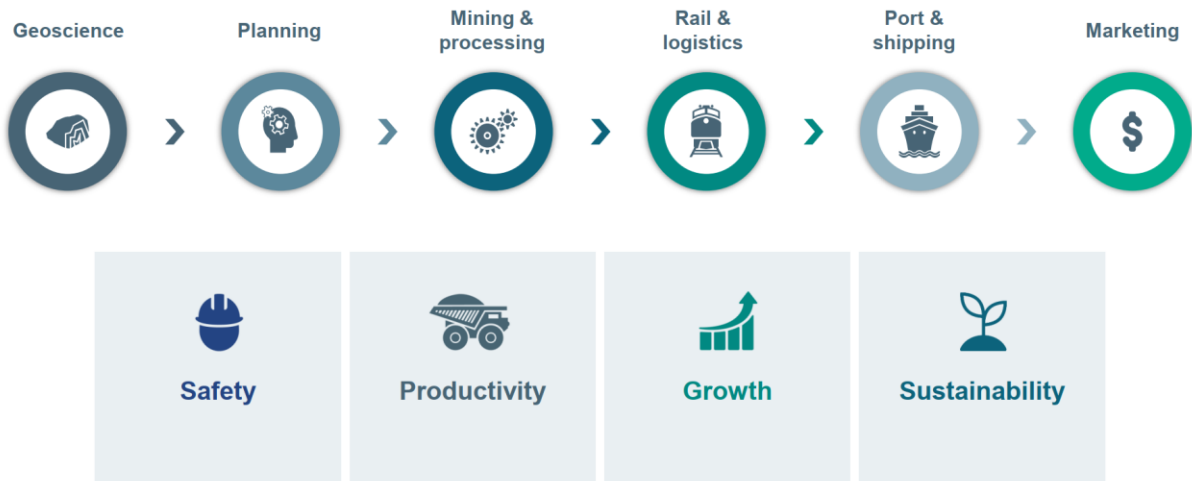 Geoscience
Planning
Mining &
processing
Rail &
logistics
Port &
shipping
Marketing
$
Safety
Productivity
Growth
Sustainability